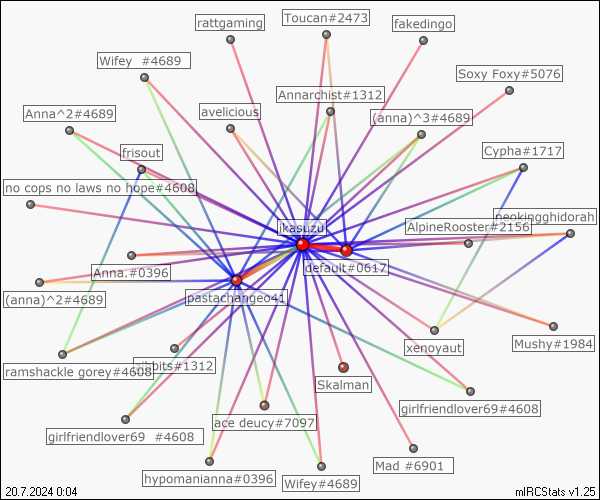 rattgaming
Toucan#2473
fakedingo
Wifey  #4689
Soxy Foxy#5076
Annarchist#1312
Anna^2#4689
avelicious
(anna)^3#4689
frisout
Cypha#1717
no cops no laws no hope#4608
neokingghidorah
jkasuzu
AlpineRooster#2156
Anna.#0396
default#0617
(anna)^2#4689
pastachangeo41
Mushy#1984
xenoyaut
ramshackle gorey#4608
#1312
Skalman
girlfriendlover69#4608
ace deucy#7097
girlfriendlover69  #4608
hypomanianna#0396
Wifey#4689
Mad #6901
20.7.2024 0:04
mIRCStats v1.25